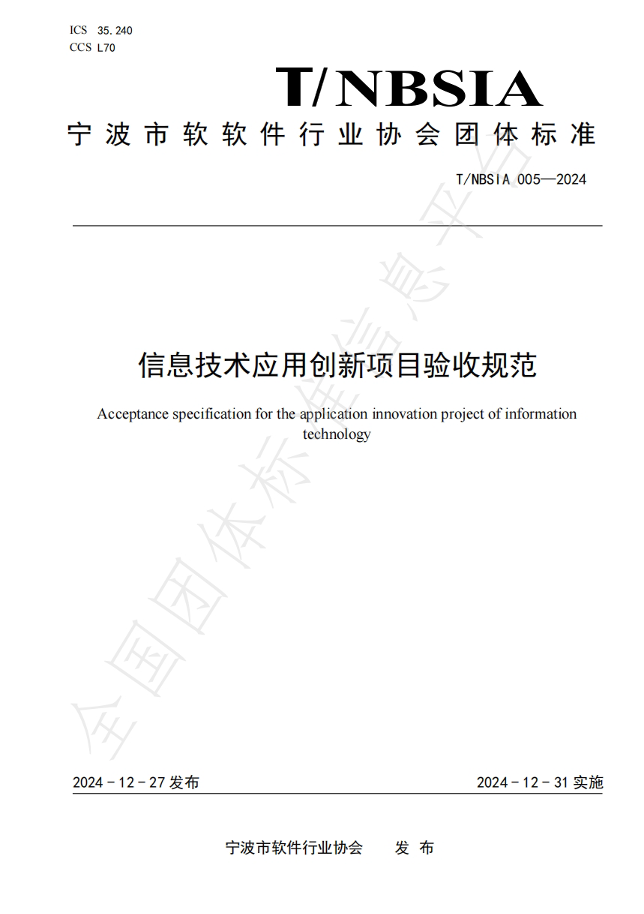 ICS 35.240
CCS L70
T/NBSIA
宁波市软软件行业协会团体标准
T/NBSIA 005—2024
信息技术应用创新项目验收规范
Acceptance specification for the application innovation project of information
technology
全国团体标准信息平台
2024-12-27发布
2024-12-31实施
宁波市软件行业协会 发 布